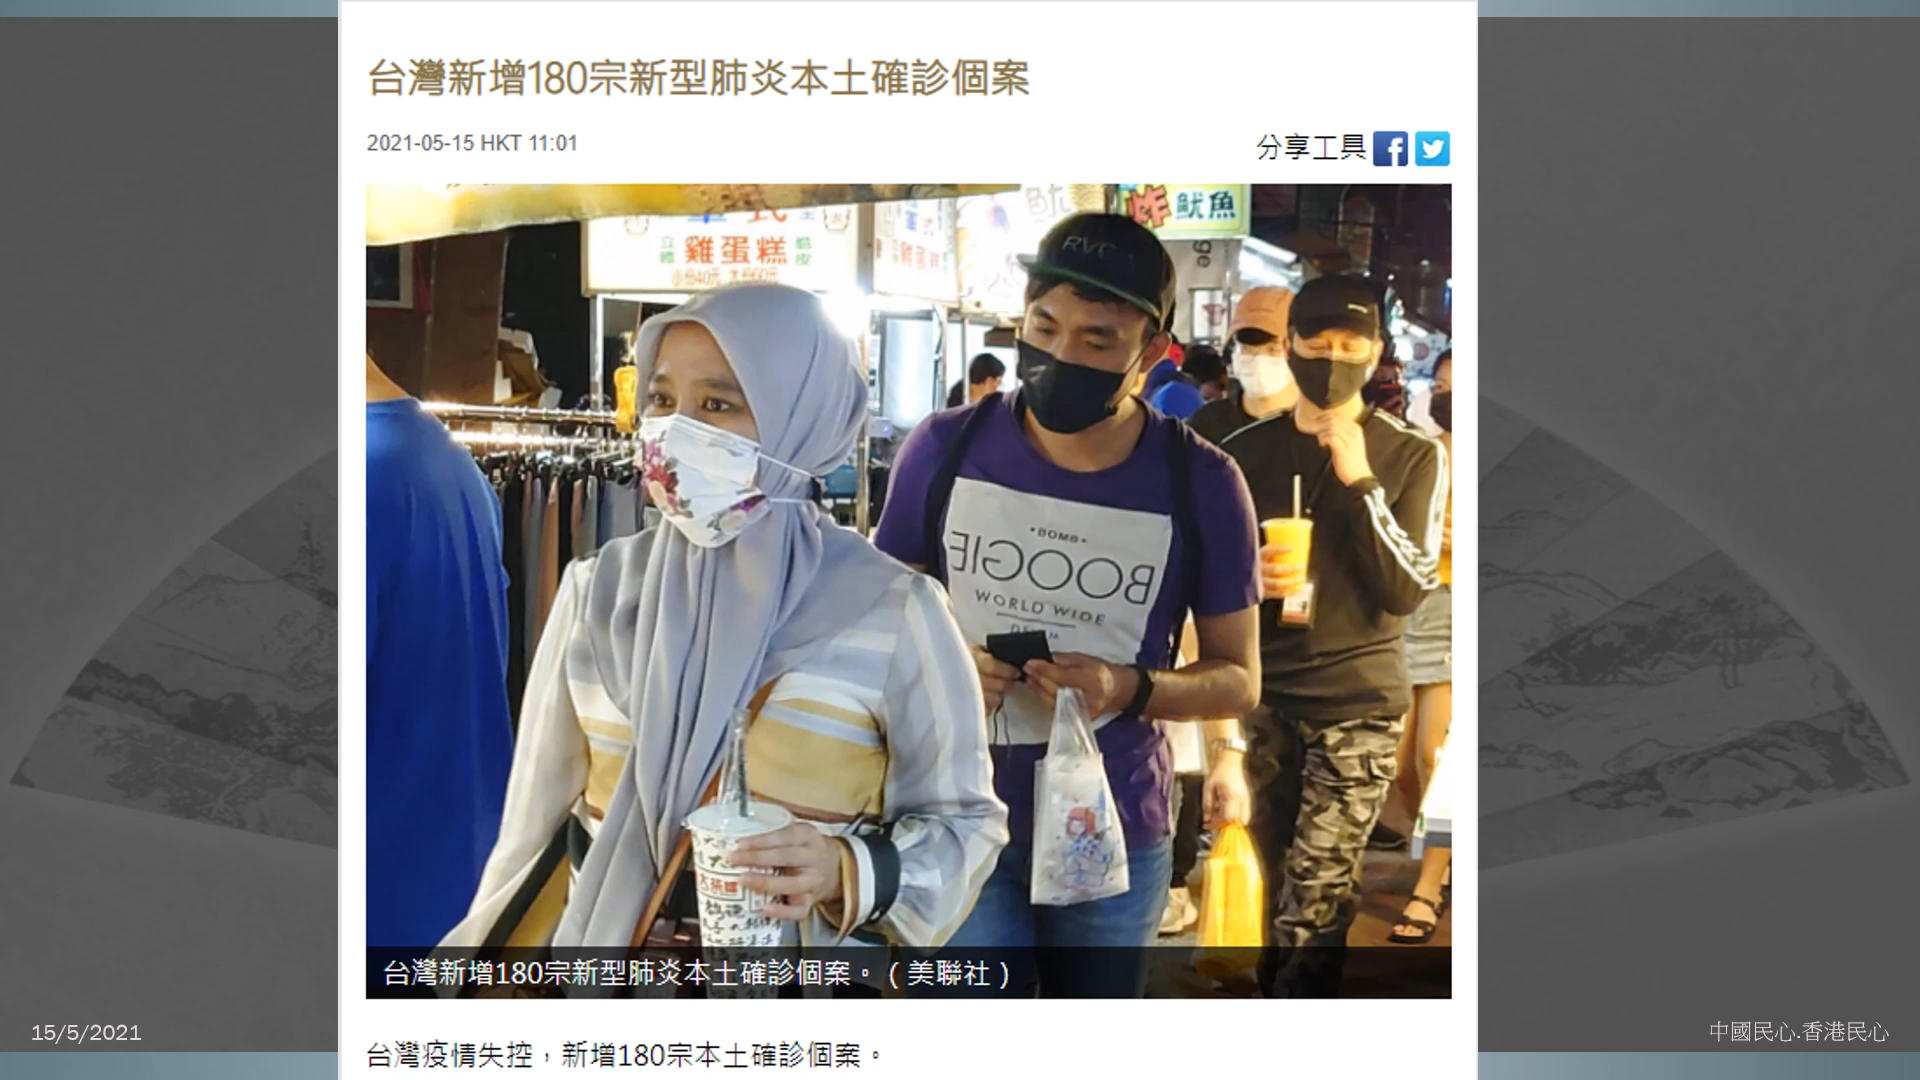 台灣新增180宗新型肺炎本土確診個案
2021-05-15 HKT 11:01
分享工具
炸魷魚
雞蛋糕
RVC
BOMB
BOOGIE
WORLD WIDE
台灣新增180宗新型肺炎本土確診個案。（美聯社）
台灣疫情失控，新增180宗本土確診個案。
15/5/2021
中國民心.香港民心